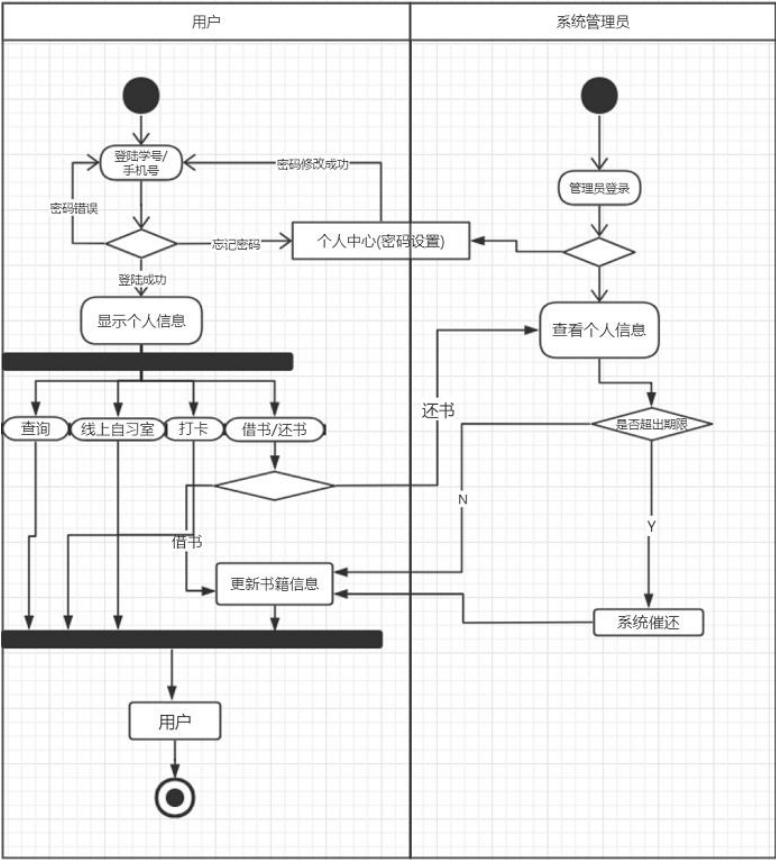 用户
系统管理员
登陆学号/
手机号
密码修改成功
管理员登录
密码错误
忘记密码
个人中心(密码设置)
登陆成功
显示个人信息
查看个人信息
还书
查询
线上自习室
打卡
借书/还书
是否超出期限
N
Y
借书
更新书籍信息
系统催还
用户